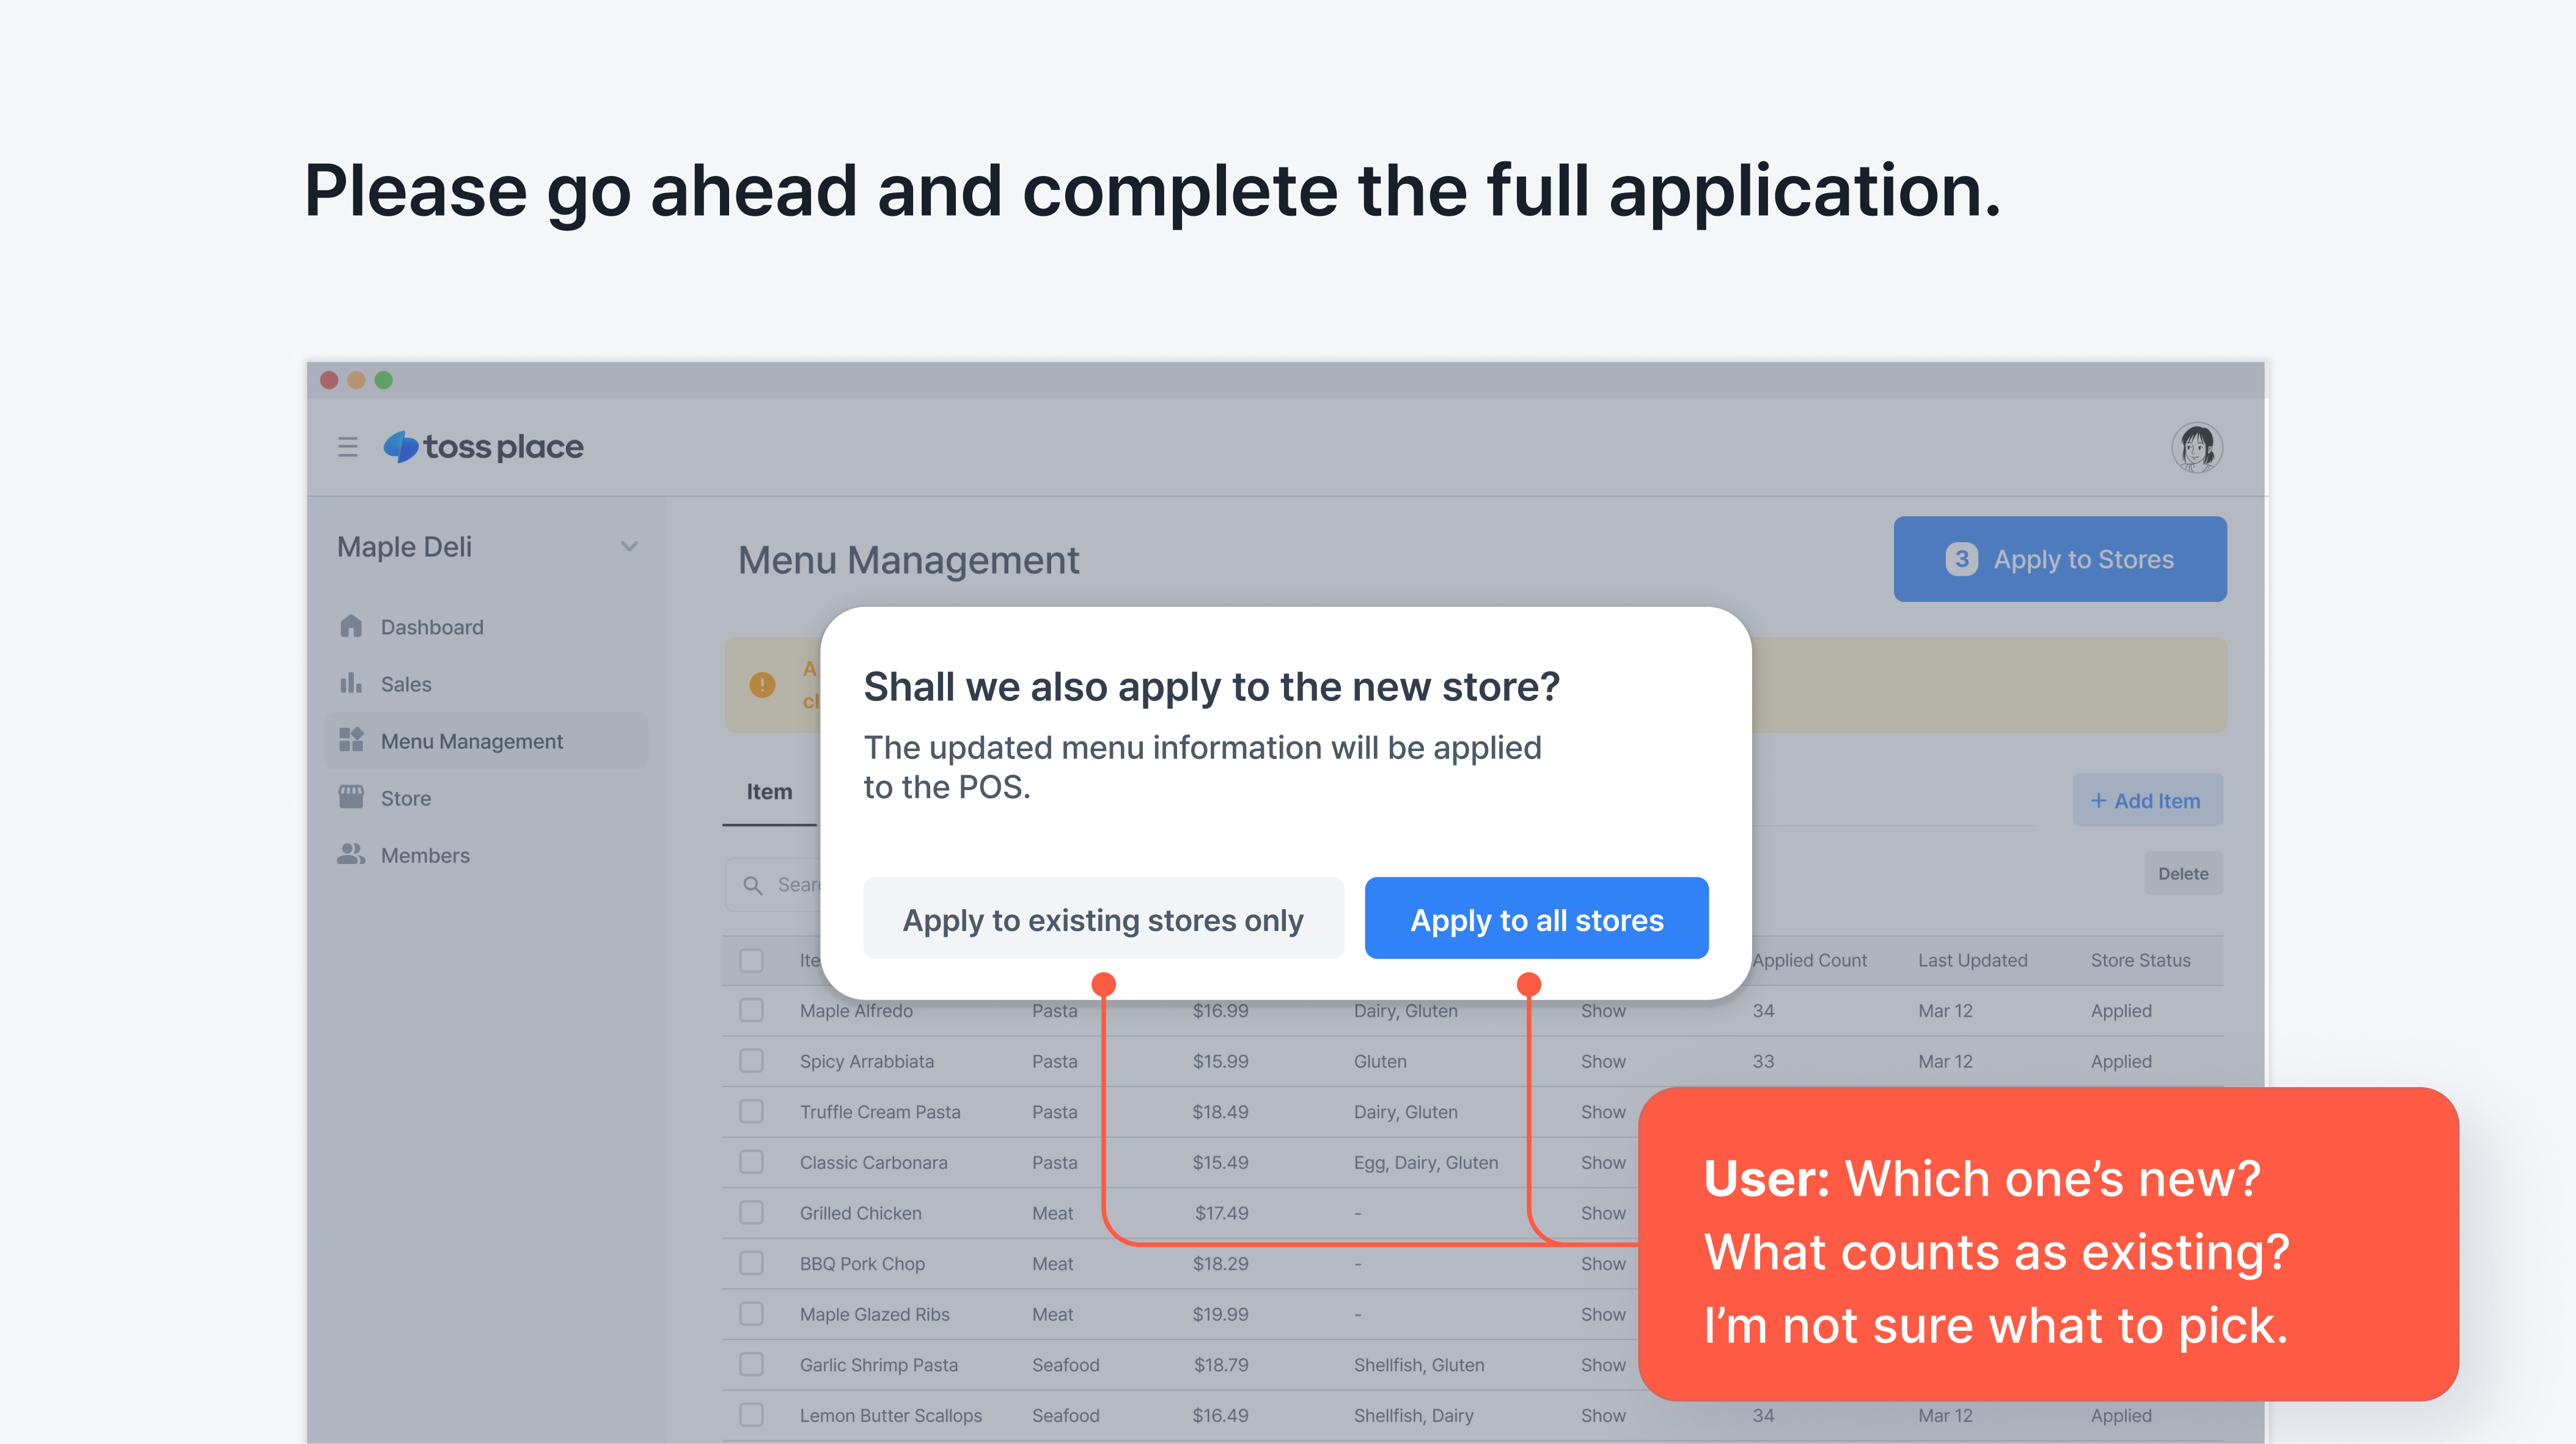 Please go ahead and complete the full application.
toss place
Maple Deli
Dashboard
Sales
Menu Management
Store
Members
Menu Management
3 Apply to Stores
Shall we also apply to the new store?
The updated menu information will be applied
to the POS.
Apply to existing stores only
Apply to all stores
Item
+ Add Item
Delete
Applied Count Last Updated Store Status
Maple Alfredo Pasta $16.99 Dairy, Gluten Show 34 Mar 12 Applied
Spicy Arrabbiata Pasta $15.99 Gluten Show 33 Mar 12 Applied
Truffle Cream Pasta Pasta $18.49 Dairy, Gluten Show
Classic Carbonara Pasta $15.49 Egg, Dairy, Gluten Show
Grilled Chicken Meat $17.49 - Show
BBQ Pork Chop Meat $18.29 - Show
Maple Glazed Ribs Meat $19.99 - Show
Garlic Shrimp Pasta Seafood $18.79 Shellfish, Gluten Show
Lemon Butter Scallops Seafood $16.49 Shellfish, Dairy Show 34 Mar 12 Applied
User: Which one’s new?
What counts as existing?
I’m not sure what to pick.